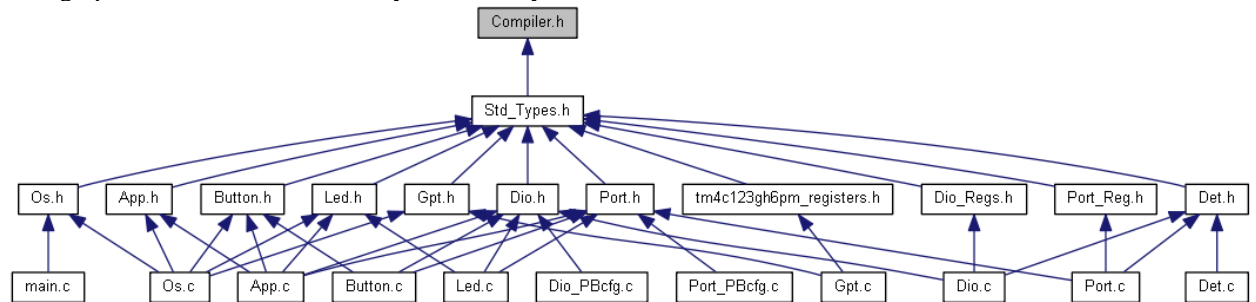 Compiler.h
Std_Types.h
Os.h
App.h
Button.h
Led.h
Gpt.h
Dio.h
Port.h
tm4c123gh6pm_registers.h
Dio_Regs.h
Port_Reg.h
Det.h
main.c
Os.c
App.c
Button.c
Led.c
Dio_PBcfg.c
Port_PBcfg.c
Gpt.c
Dio.c
Port.c
Det.c